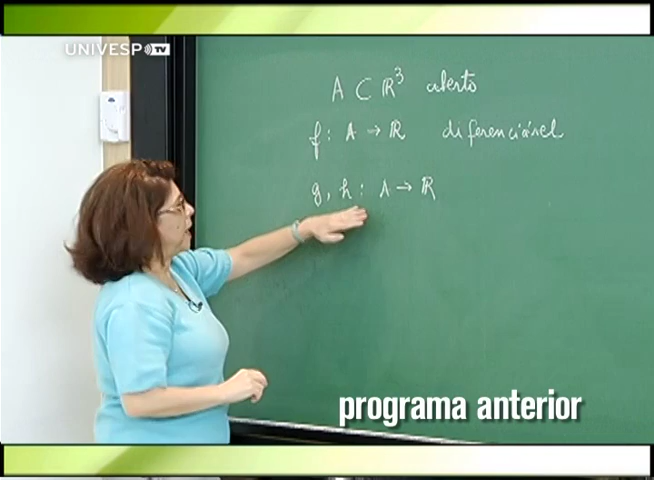 UNIVESP TV
A ⊂ ℝ³ aberto
f: A → ℝ diferenciável
g, h: A → ℝ
programa anterior